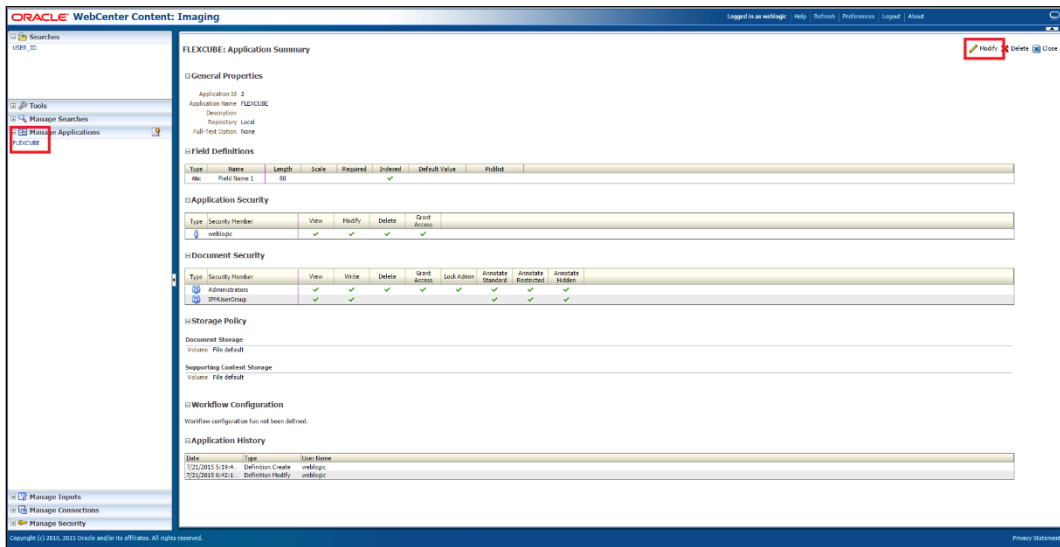 ORACLE WebCenter Content: Imaging
Logged in as weblogic Help Refresh Preferences Logout About
Searches
USER_ID
Tools
Manage Searches
Manage Applications
FLEXCUBE
FLEXCUBE: Application Summary
Modify Delete Close
General Properties
Application Id 2
Application Name FLEXCUBE
Description
Repository Local
Full-Text Option None
Field Definitions
Type Name Length Scale Required Indexed Default Value Picklist
Abc Field Name 1 80
Application Security
Type Security Member View Modify Delete Grant Access
weblogic
Document Security
Type Security Member View Write Delete Grant Access Lock Admin Annotate Standard Annotate Restricted Annotate Hidden
Administrators
IPMUserGroup
Storage Policy
Document Storage
Volume File default
Supporting Content Storage
Volume File default
Workflow Configuration
Workflow configuration has not been defined.
Application History
Date Type User Name
7/21/2015 5:19:4... Definition Create weblogic
7/21/2015 6:42:1... Definition Modify weblogic
Manage Inputs
Manage Connections
Manage Security
Copyright (c) 2010, 2015 Oracle and/or its affiliates. All rights reserved.
Privacy Statement